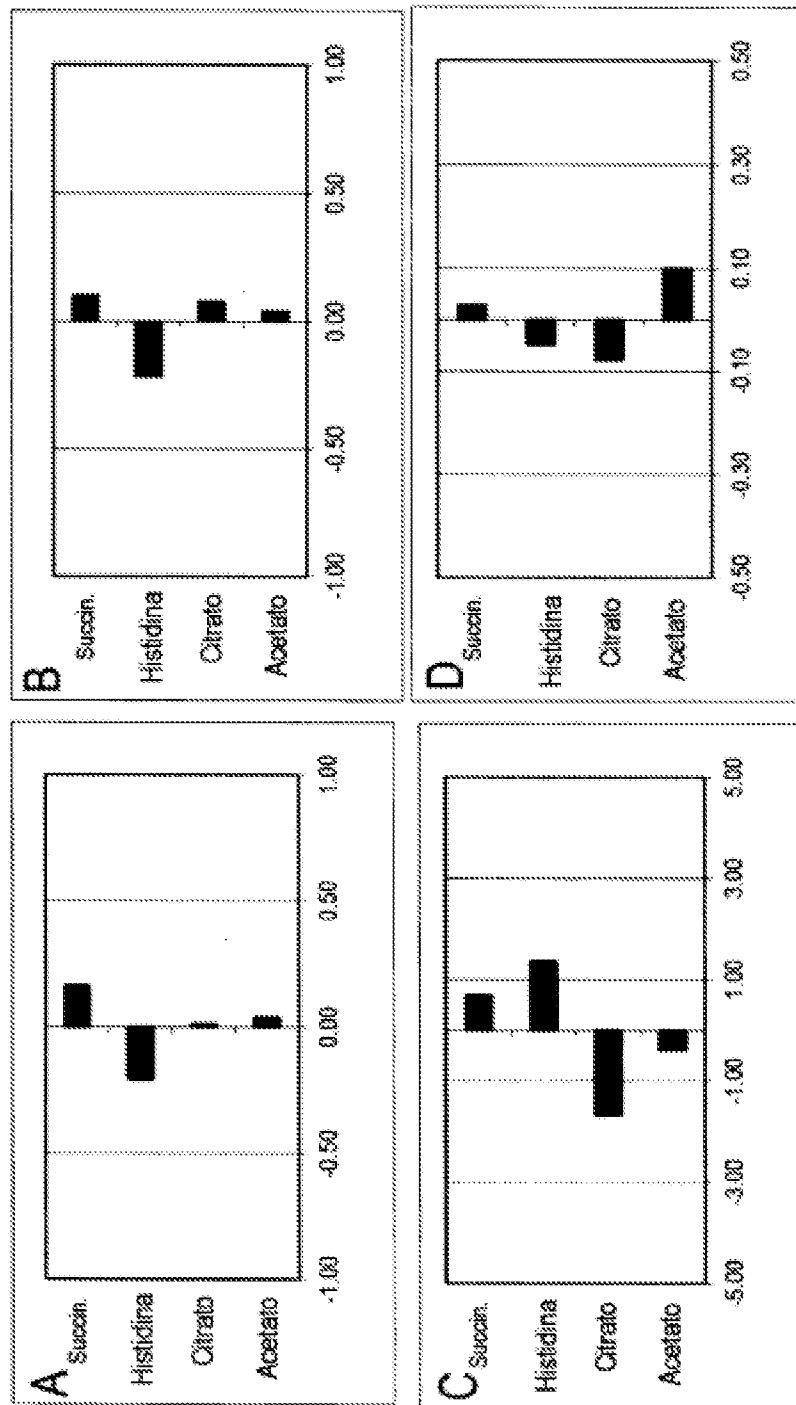 A
Succin.
Histidina
Citrato
Acetato
-1.00
-0.50
0.00
0.50
1.00
B
Succin.
Histidina
Citrato
Acetato
-1.00
-0.50
0.00
0.50
1.00
C
Succin.
Histidina
Citrato
Acetato
-5.00
-3.00
-1.00
1.00
3.00
5.00
D
Succin.
Histidina
Citrato
Acetato
-0.50
-0.30
-0.10
0.10
0.30
0.50